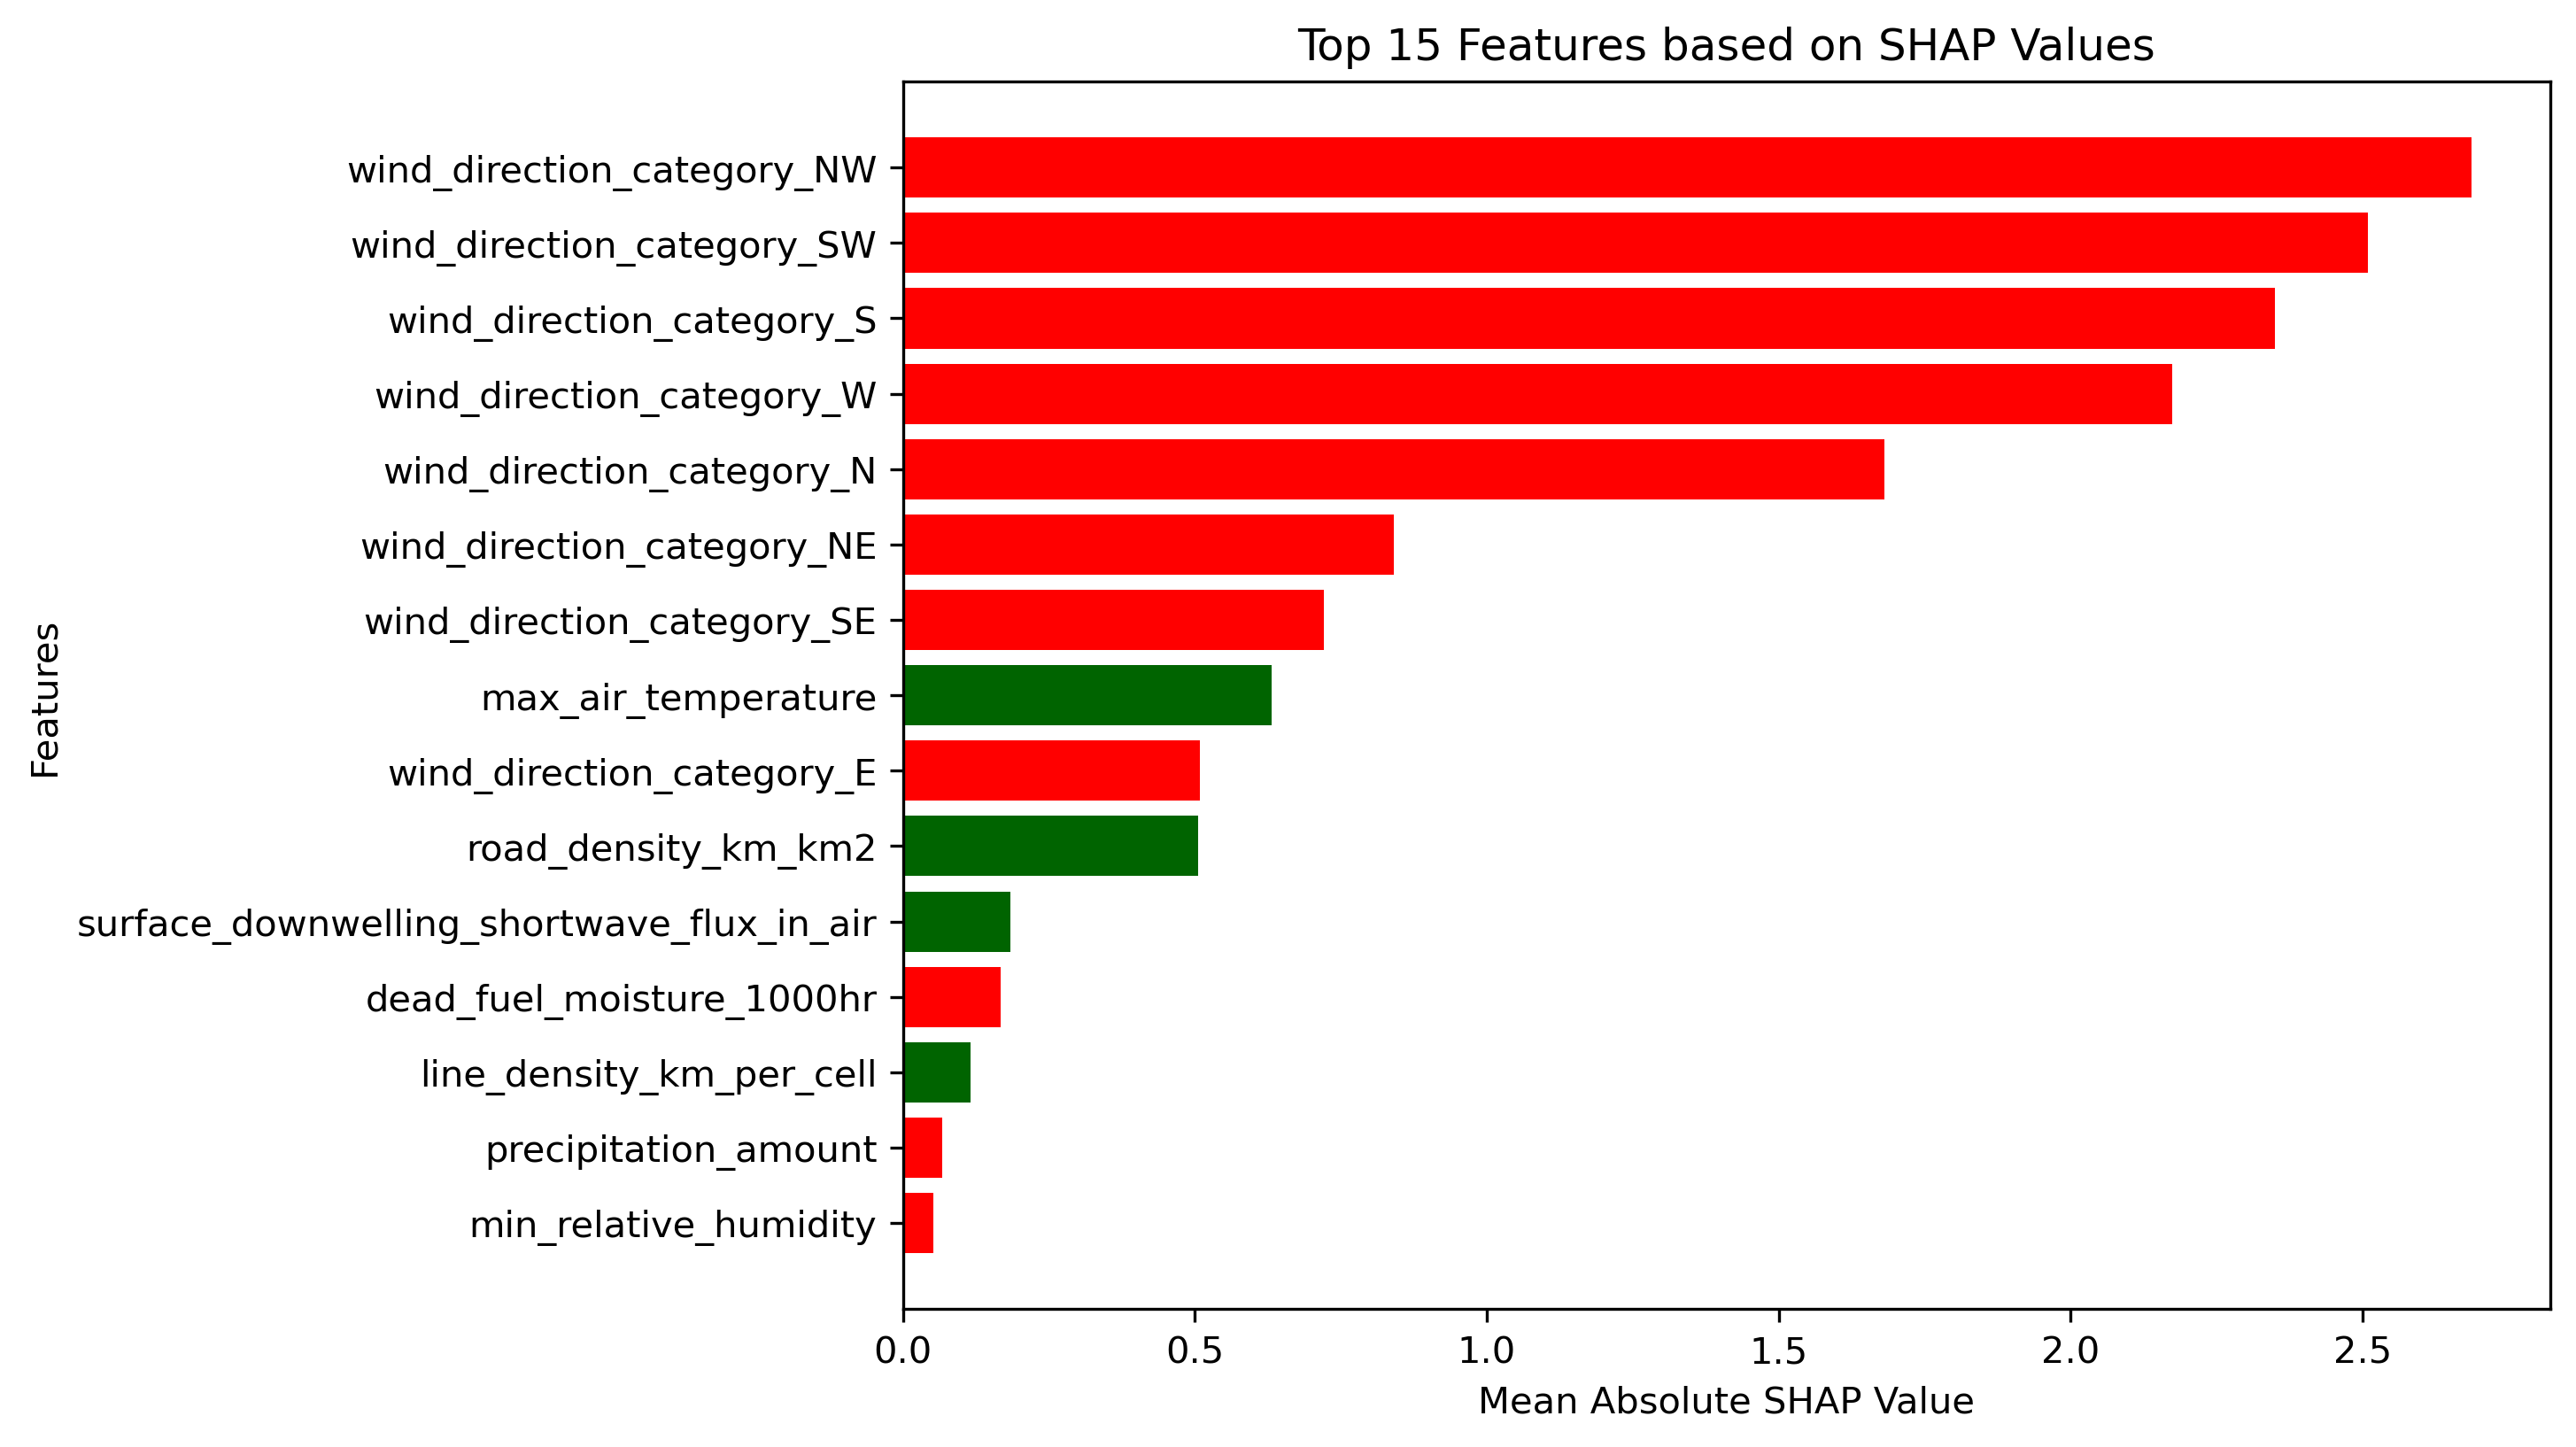 Top 15 Features based on SHAP Values
Features
wind_direction_category_NW
wind_direction_category_SW
wind_direction_category_S
wind_direction_category_W
wind_direction_category_N
wind_direction_category_NE
wind_direction_category_SE
max_air_temperature
wind_direction_category_E
road_density_km_km2
surface_downwelling_shortwave_flux_in_air
dead_fuel_moisture_1000hr
line_density_km_per_cell
precipitation_amount
min_relative_humidity
0.0 0.5 1.0 1.5 2.0 2.5
Mean Absolute SHAP Value